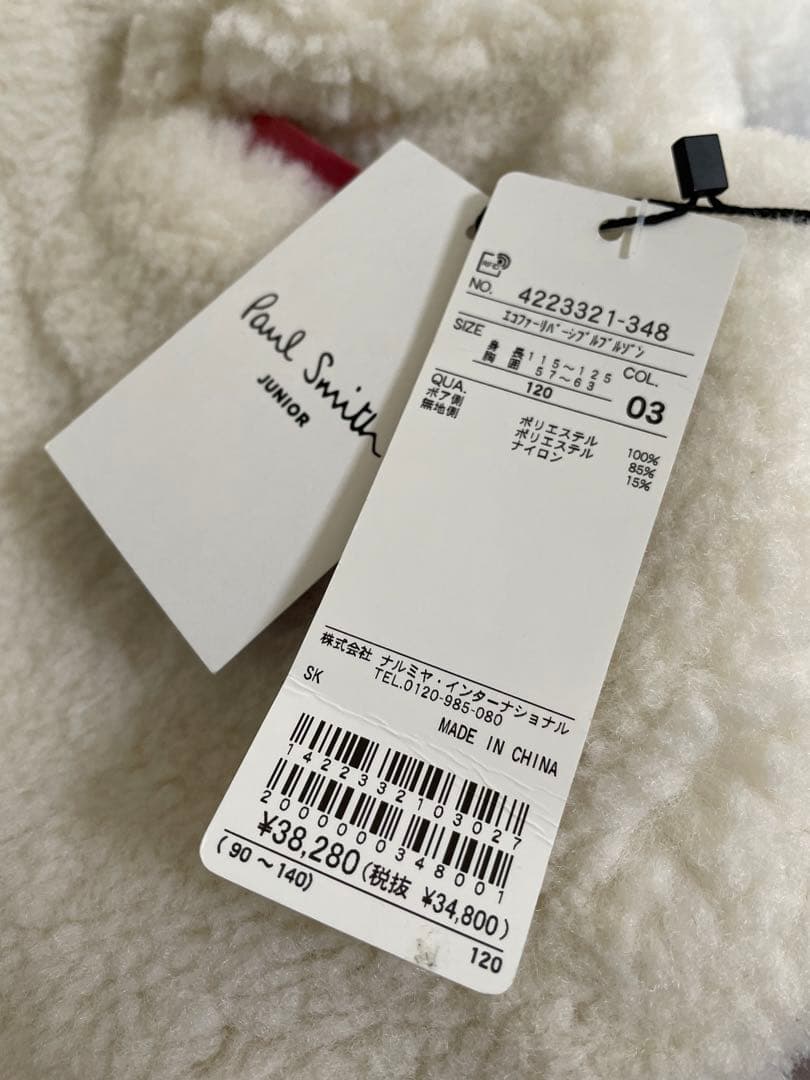 Paul Smith
JUNIOR
RFID
NO. 4223321-348
ｴｺﾌｧｰﾘﾊﾞｰｼﾌﾞﾙﾌﾞﾙｿﾞﾝ
SIZE
身長 115～125
胸囲 57～63
120
COL.
03
QUA.
ボア側 ポリエステル 100%
無地側 ポリエステル 85%
ナイロン 15%
株式会社 ナルミヤ・インターナショナル
TEL.0120-985-080
SK
MADE IN CHINA
1422332103027
2000000348001
¥38,280(税抜 ¥34,800)
(90～140)
120